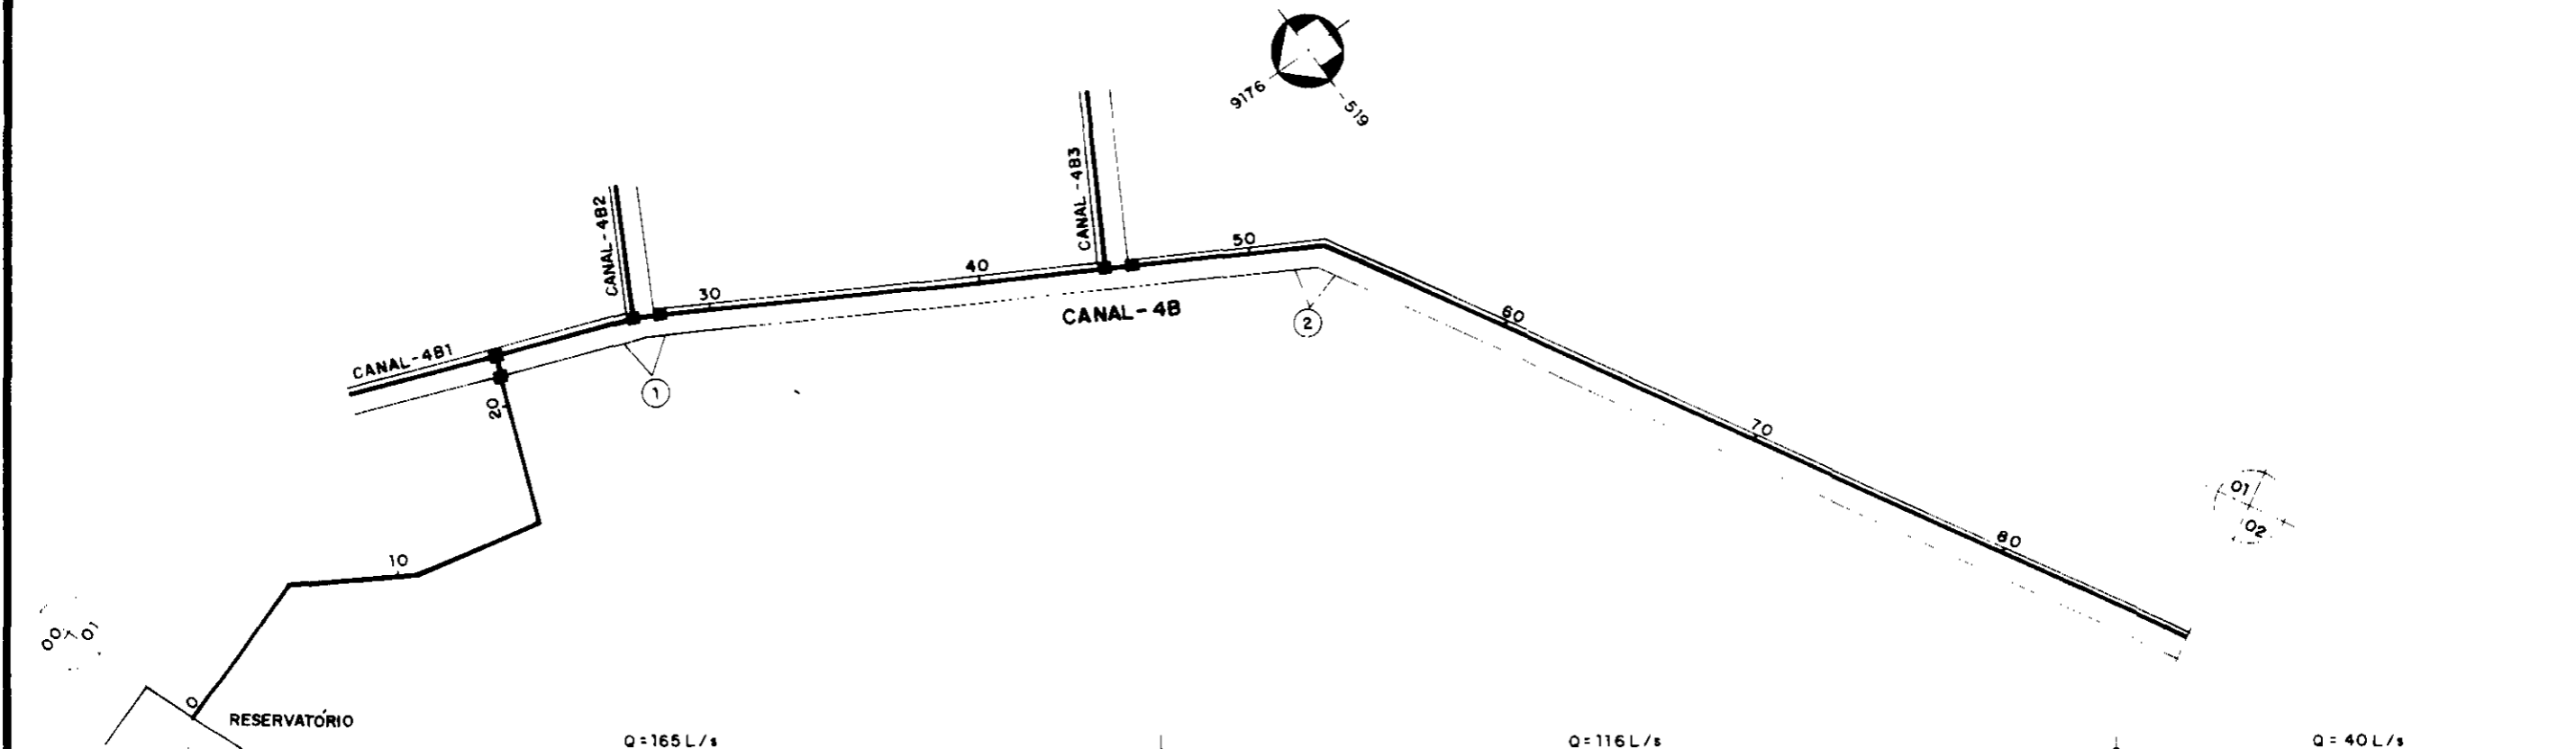 9176
519
CANAL-4B3
CANAL-4B2
50
40
30
CANAL-4B
2
60
CANAL-4B1
1
20
70
01
02
80
10
00
01
0
RESERVATÓRIO
Q=165 L/s
Q=116 L/s
Q=40 L/s